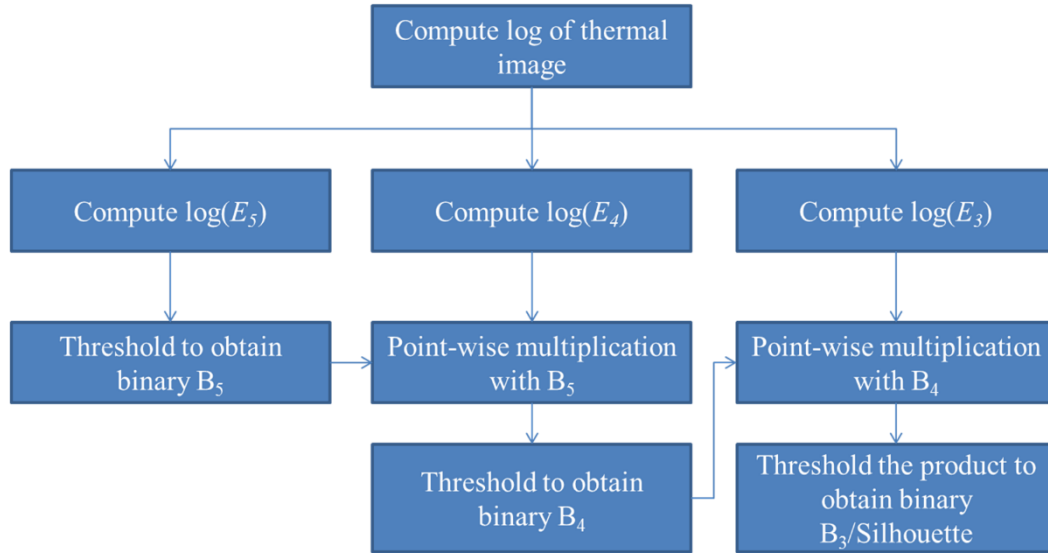 Compute log of thermal
image
Compute log(E₅)
Compute log(E₄)
Compute log(E₃)
Threshold to obtain
binary B₅
Point-wise multiplication
with B₅
Point-wise multiplication
with B₄
Threshold to obtain
binary B₄
Threshold the product to
obtain binary
B₃/Silhouette